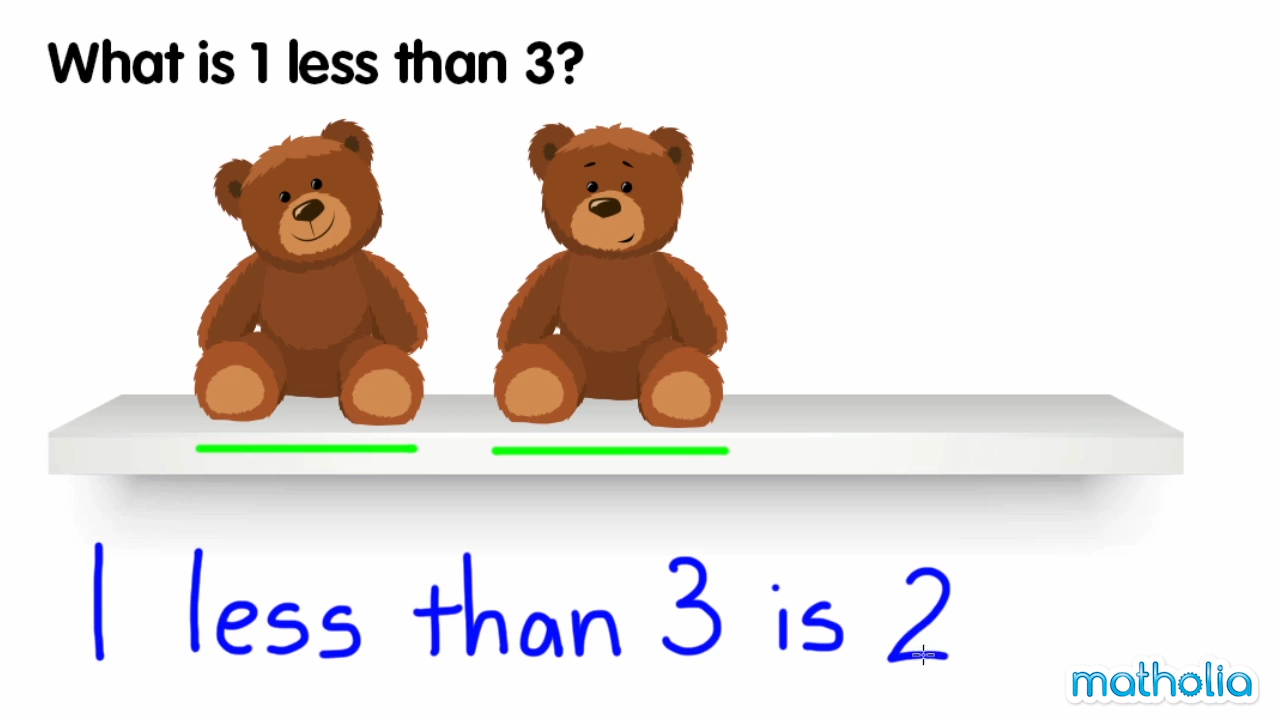 What is 1 less than 3?
1 less than 3 is 2
matholia